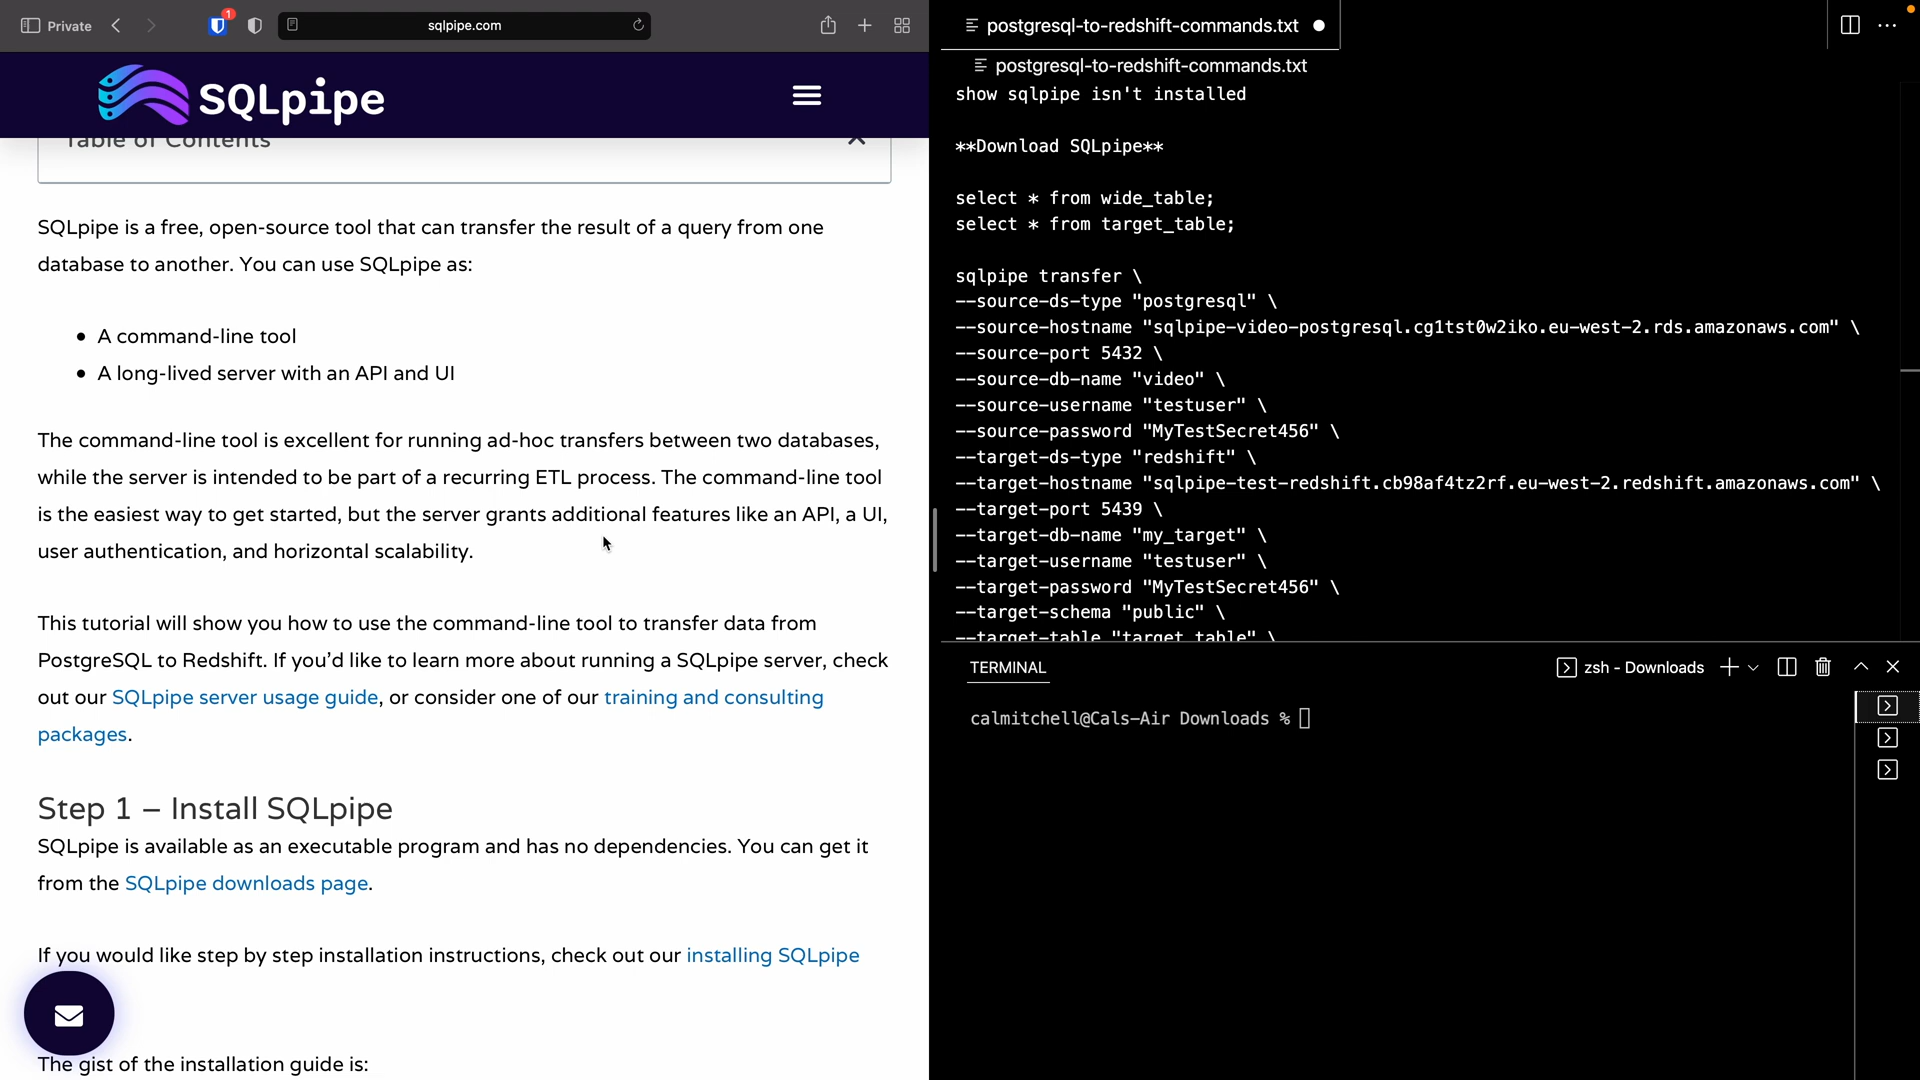 Private
1
sqlpipe.com
SQLpipe
Table of Contents
SQLpipe is a free, open-source tool that can transfer the result of a query from one
database to another. You can use SQLpipe as:
• A command-line tool
• A long-lived server with an API and UI
The command-line tool is excellent for running ad-hoc transfers between two databases,
while the server is intended to be part of a recurring ETL process. The command-line tool
is the easiest way to get started, but the server grants additional features like an API, a UI,
user authentication, and horizontal scalability.
This tutorial will show you how to use the command-line tool to transfer data from
PostgreSQL to Redshift. If you’d like to learn more about running a SQLpipe server, check
out our SQLpipe server usage guide, or consider one of our training and consulting
packages.
Step 1 – Install SQLpipe
SQLpipe is available as an executable program and has no dependencies. You can get it
from the SQLpipe downloads page.
If you would like step by step installation instructions, check out our installing SQLpipe
The gist of the installation guide is:
postgresql-to-redshift-commands.txt
postgresql-to-redshift-commands.txt
show sqlpipe isn't installed
**Download SQLpipe**
select * from wide_table;
select * from target_table;
sqlpipe transfer \
--source-ds-type "postgresql" \
--source-hostname "sqlpipe-video-postgresql.cg1tst0w2iko.eu-west-2.rds.amazonaws.com" \
--source-port 5432 \
--source-db-name "video" \
--source-username "testuser" \
--source-password "MyTestSecret456" \
--target-ds-type "redshift" \
--target-hostname "sqlpipe-test-redshift.cb98af4tz2rf.eu-west-2.redshift.amazonaws.com" \
--target-port 5439 \
--target-db-name "my_target" \
--target-username "testuser" \
--target-password "MyTestSecret456" \
--target-schema "public" \
--target-table "target_table" \
TERMINAL
zsh - Downloads
calmitchell@Cals-Air Downloads %